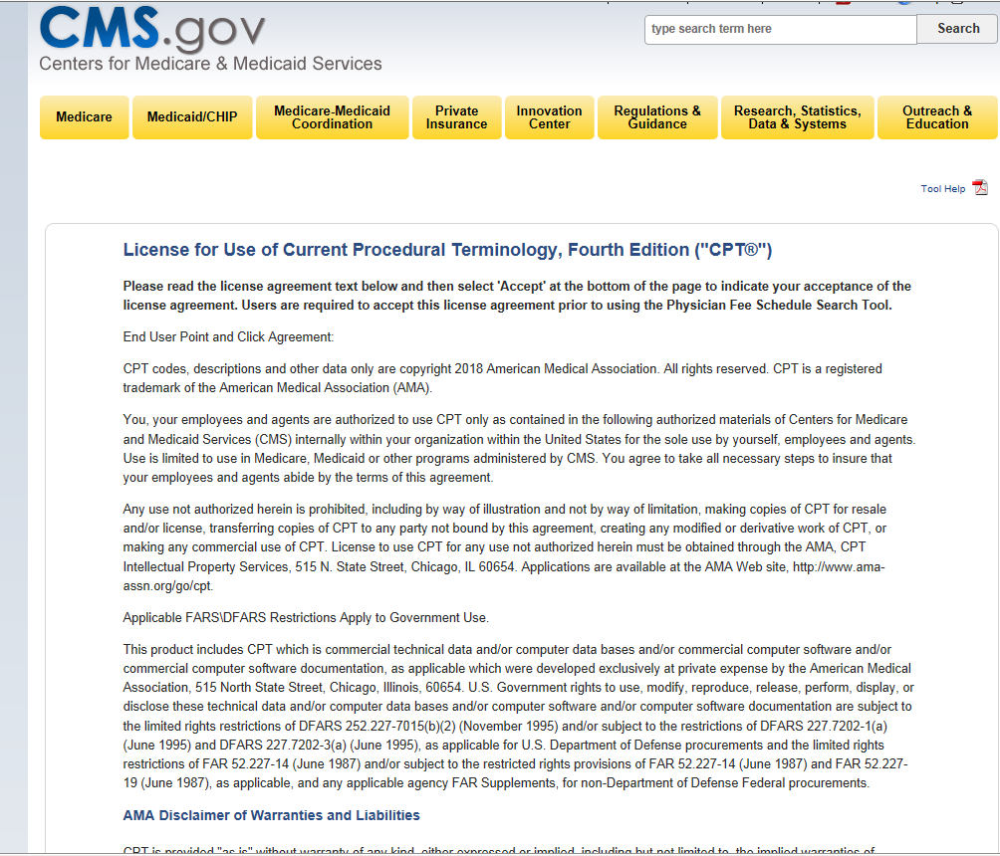 CMS.gov
Centers for Medicare & Medicaid Services
type search term here
Search
Medicare
Medicaid/CHIP
Medicare-Medicaid
Coordination
Private
Insurance
Innovation
Center
Regulations &
Guidance
Research, Statistics,
Data & Systems
Outreach &
Education
Tool Help
License for Use of Current Procedural Terminology, Fourth Edition ("CPT®")
Please read the license agreement text below and then select 'Accept' at the bottom of the page to indicate your acceptance of the
license agreement. Users are required to accept this license agreement prior to using the Physician Fee Schedule Search Tool.
End User Point and Click Agreement:
CPT codes, descriptions and other data only are copyright 2018 American Medical Association. All rights reserved. CPT is a registered
trademark of the American Medical Association (AMA).
You, your employees and agents are authorized to use CPT only as contained in the following authorized materials of Centers for Medicare
and Medicaid Services (CMS) internally within your organization within the United States for the sole use by yourself, employees and agents.
Use is limited to use in Medicare, Medicaid or other programs administered by CMS. You agree to take all necessary steps to insure that
your employees and agents abide by the terms of this agreement.
Any use not authorized herein is prohibited, including by way of illustration and not by way of limitation, making copies of CPT for resale
and/or license, transferring copies of CPT to any party not bound by this agreement, creating any modified or derivative work of CPT, or
making any commercial use of CPT. License to use CPT for any use not authorized herein must be obtained through the AMA, CPT
Intellectual Property Services, 515 N. State Street, Chicago, IL 60654. Applications are available at the AMA Web site, http://www.ama-
assn.org/go/cpt.
Applicable FARS\DFARS Restrictions Apply to Government Use.
This product includes CPT which is commercial technical data and/or computer data bases and/or commercial computer software and/or
commercial computer software documentation, as applicable which were developed exclusively at private expense by the American Medical
Association, 515 North State Street, Chicago, Illinois, 60654. U.S. Government rights to use, modify, reproduce, release, perform, display, or
disclose these technical data and/or computer data bases and/or computer software and/or computer software documentation are subject to
the limited rights restrictions of DFARS 252.227-7015(b)(2) (November 1995) and/or subject to the restrictions of DFARS 227.7202-1(a)
(June 1995) and DFARS 227.7202-3(a) (June 1995), as applicable for U.S. Department of Defense procurements and the limited rights
restrictions of FAR 52.227-14 (June 1987) and/or subject to the restricted rights provisions of FAR 52.227-14 (June 1987) and FAR 52.227-
19 (June 1987), as applicable, and any applicable agency FAR Supplements, for non-Department of Defense Federal procurements.
AMA Disclaimer of Warranties and Liabilities
CPT is provided "as is" without warranty of any kind, either expressed or implied, including but not limited to, the implied warranties of